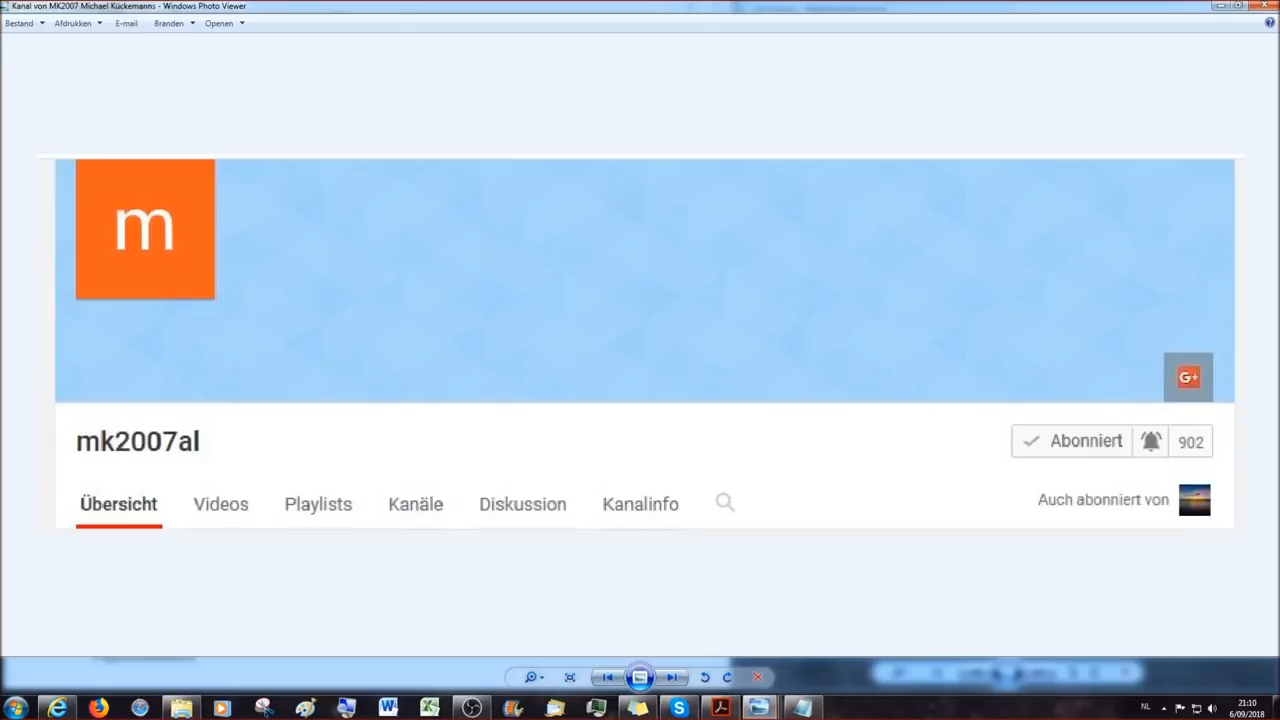 Kanal von MK2007 Michael Kückemanns - Windows Photo Viewer
Bestand Afdrukken E-mail Branden Openen
m
G+
mk2007al
Abonniert 902
Übersicht Videos Playlists Kanäle Diskussion Kanalinfo
Auch abonniert von
NL
21:10
6/09/2018